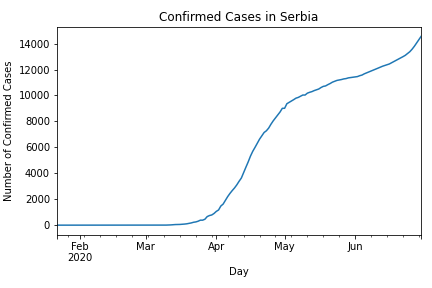 Confirmed Cases in Serbia
Number of Confirmed Cases
14000
12000
10000
8000
6000
4000
2000
0
Feb
2020
Mar
Apr
May
Jun
Day